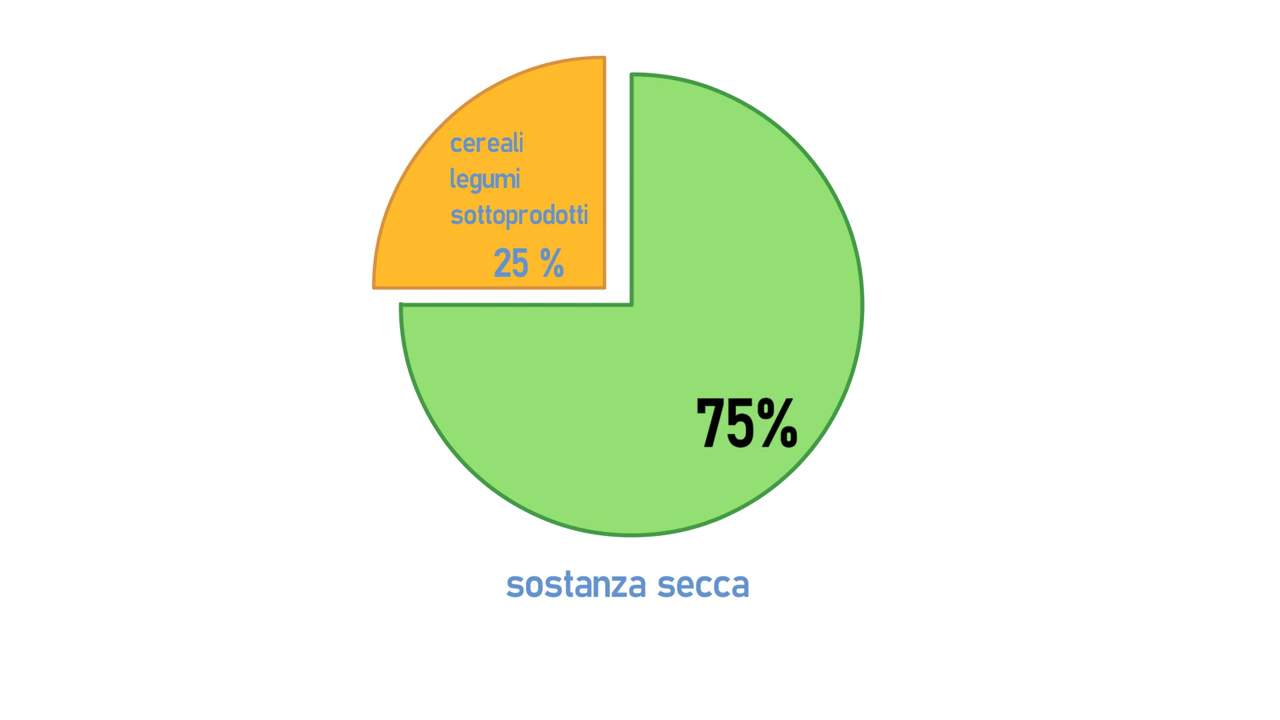 cereali
legumi
sottoprodotti
25 %
75%
sostanza secca